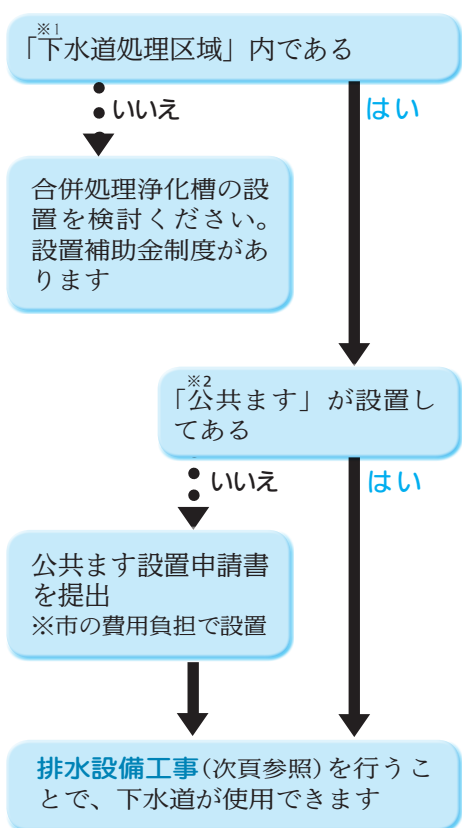 ※1
「下水道処理区域」内である
いいえ
はい
合併処理浄化槽の設
置を検討ください。
設置補助金制度があ
ります
※2
「公共ます」が設置し
てある
いいえ
はい
公共ます設置申請書
を提出
※市の費用負担で設置
排水設備工事(次頁参照)を行うこ
とで、下水道が使用できます